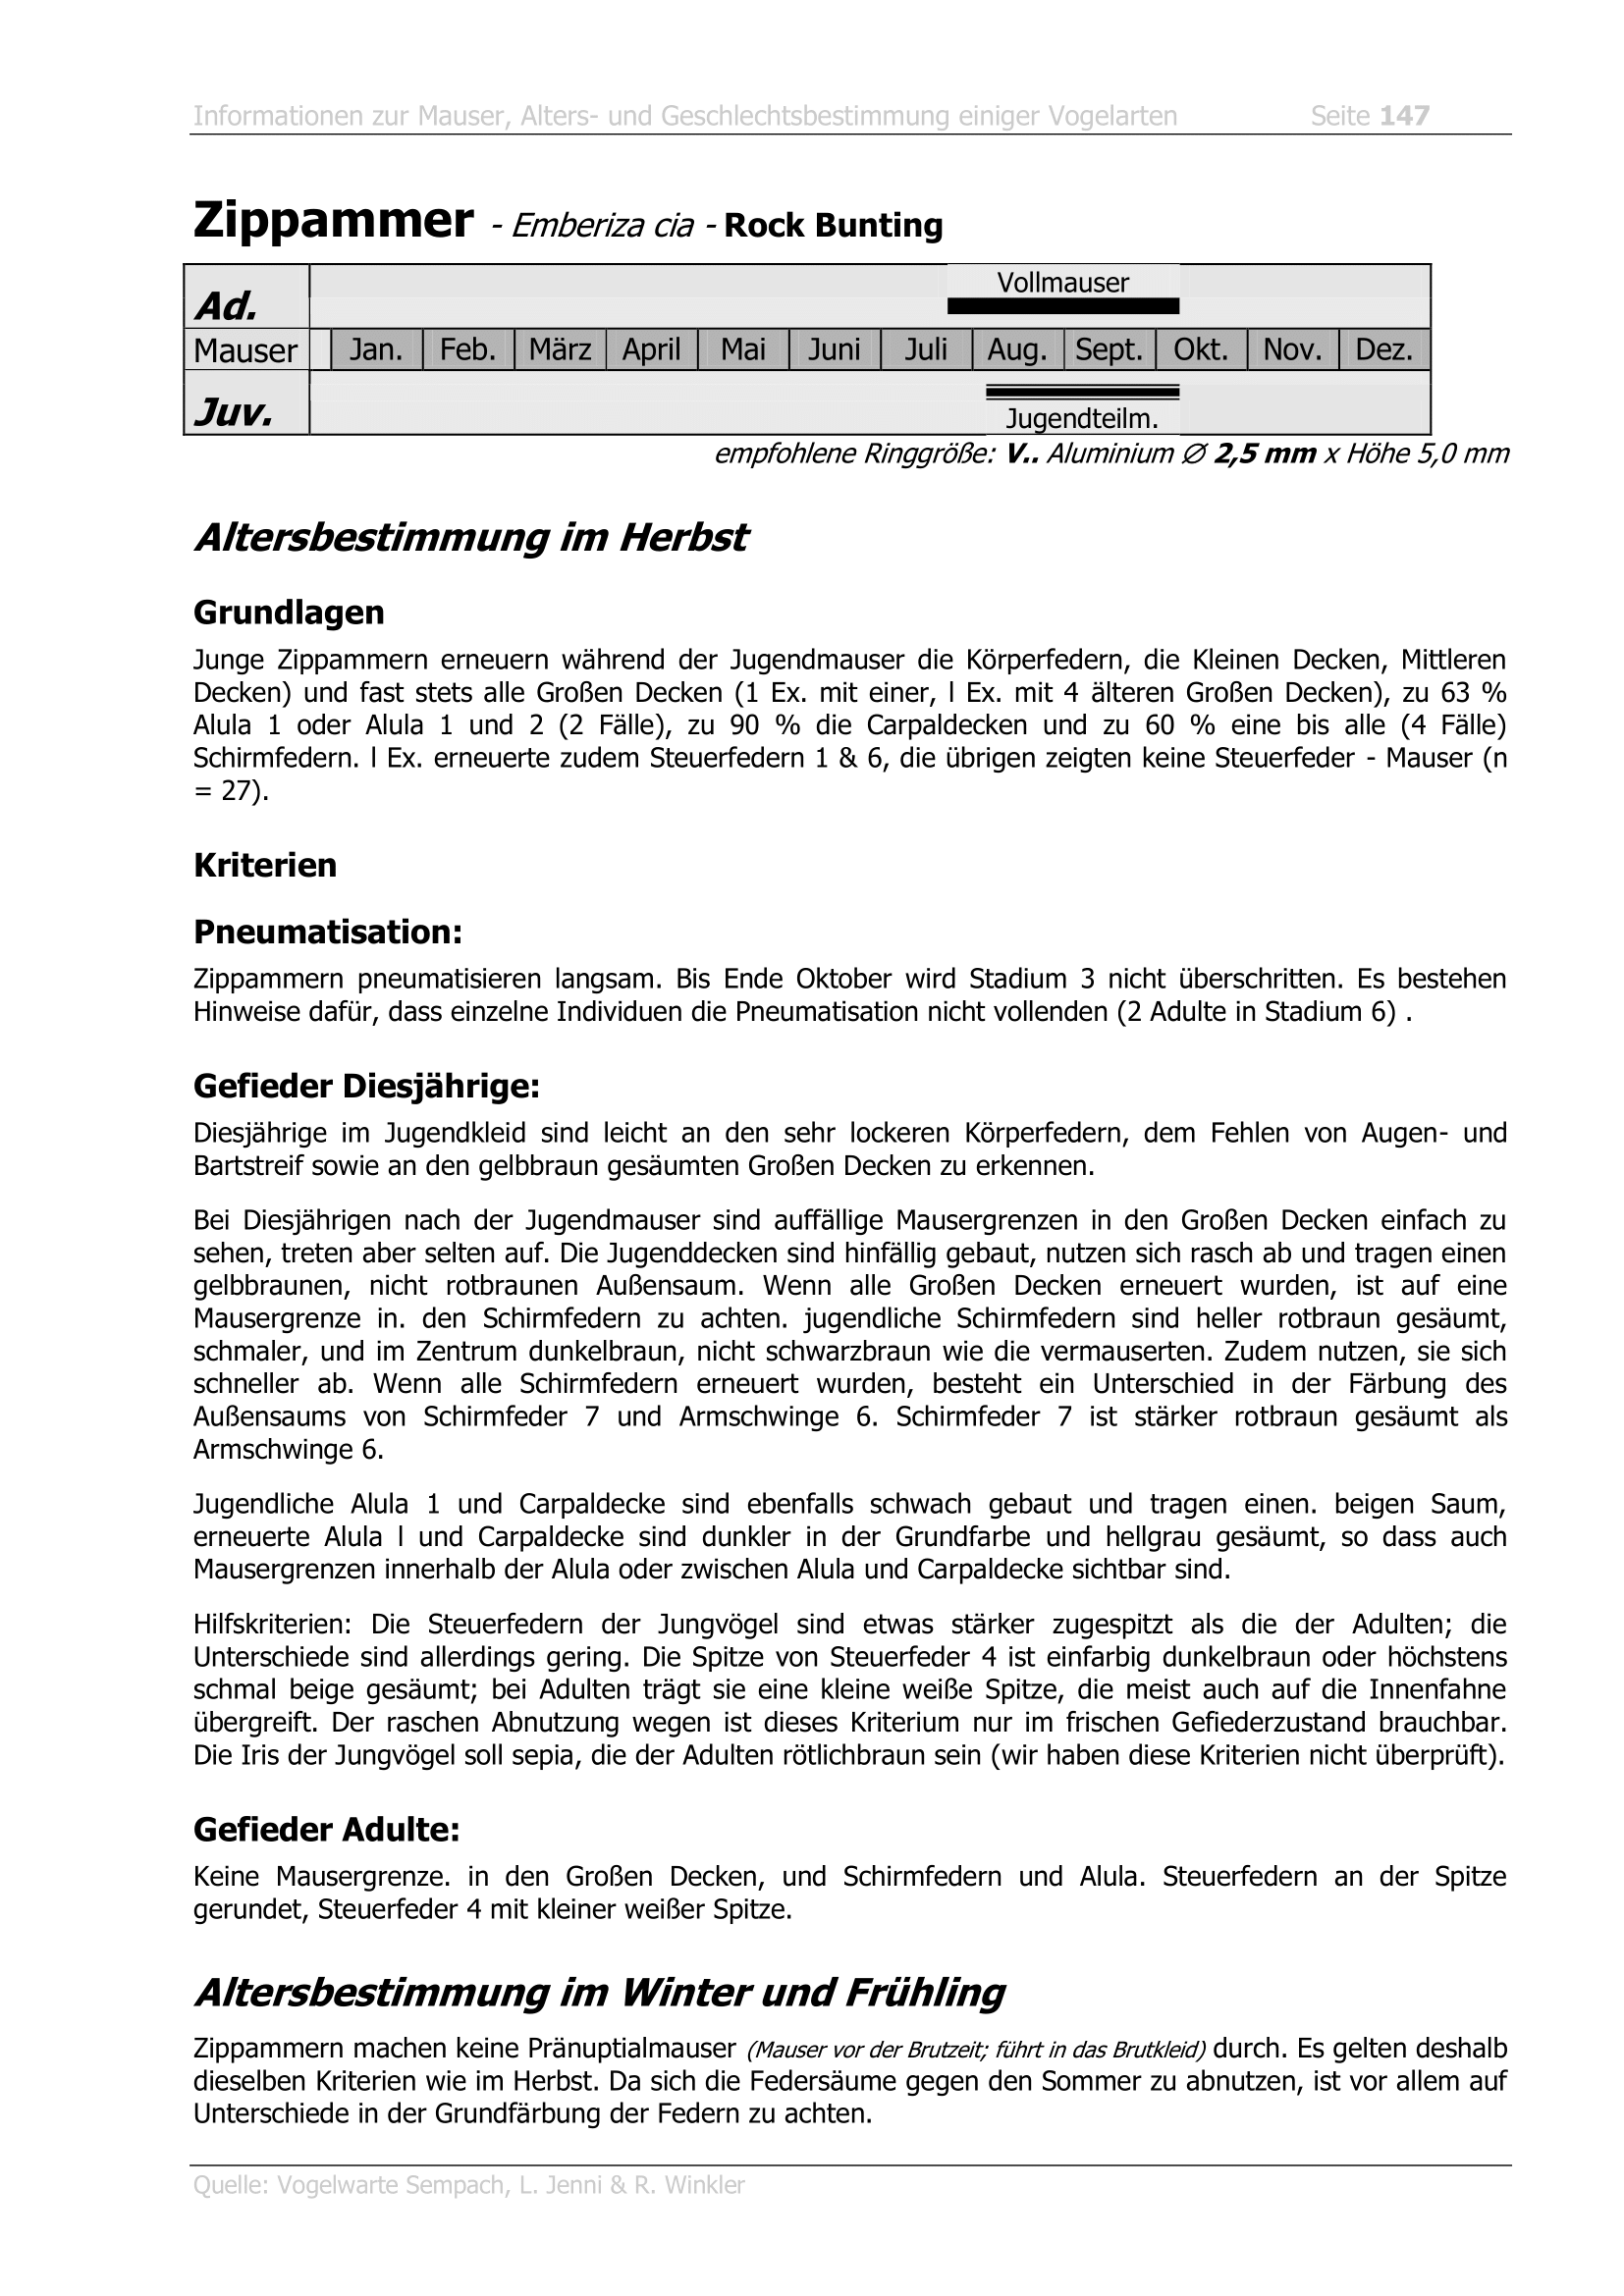 Informationen zur Mauser, Alters- und Geschlechtsbestimmung einiger Vogelarten Seite 147
Zippammer - Emberiza cia - Rock Bunting
Vollmauser
Ad.
Mauser Jan. Feb. März April Mai Juni Juli Aug. Sept. Okt. Nov. Dez.
Juv.
Jugendteilm.
empfohlene Ringgröße: V.. Aluminium ∅ 2,5 mm x Höhe 5,0 mm
Altersbestimmung im Herbst
Grundlagen
Junge Zippammern erneuern während der Jugendmauser die Körperfedern, die Kleinen Decken, Mittleren
Decken) und fast stets alle Großen Decken (1 Ex. mit einer, l Ex. mit 4 älteren Großen Decken), zu 63 %
Alula 1 oder Alula 1 und 2 (2 Fälle), zu 90 % die Carpaldecken und zu 60 % eine bis alle (4 Fälle)
Schirmfedern. l Ex. erneuerte zudem Steuerfedern 1 & 6, die übrigen zeigten keine Steuerfeder - Mauser (n
= 27).
Kriterien
Pneumatisation:
Zippammern pneumatisieren langsam. Bis Ende Oktober wird Stadium 3 nicht überschritten. Es bestehen
Hinweise dafür, dass einzelne Individuen die Pneumatisation nicht vollenden (2 Adulte in Stadium 6) .
Gefieder Diesjährige:
Diesjährige im Jugendkleid sind leicht an den sehr lockeren Körperfedern, dem Fehlen von Augen- und
Bartstreif sowie an den gelbbraun gesäumten Großen Decken zu erkennen.
Bei Diesjährigen nach der Jugendmauser sind auffällige Mausergrenzen in den Großen Decken einfach zu
sehen, treten aber selten auf. Die Jugenddecken sind hinfällig gebaut, nutzen sich rasch ab und tragen einen
gelbbraunen, nicht rotbraunen Außensaum. Wenn alle Großen Decken erneuert wurden, ist auf eine
Mausergrenze in. den Schirmfedern zu achten. jugendliche Schirmfedern sind heller rotbraun gesäumt,
schmaler, und im Zentrum dunkelbraun, nicht schwarzbraun wie die vermauserten. Zudem nutzen, sie sich
schneller ab. Wenn alle Schirmfedern erneuert wurden, besteht ein Unterschied in der Färbung des
Außensaums von Schirmfeder 7 und Armschwinge 6. Schirmfeder 7 ist stärker rotbraun gesäumt als
Armschwinge 6.
Jugendliche Alula 1 und Carpaldecke sind ebenfalls schwach gebaut und tragen einen. beigen Saum,
erneuerte Alula l und Carpaldecke sind dunkler in der Grundfarbe und hellgrau gesäumt, so dass auch
Mausergrenzen innerhalb der Alula oder zwischen Alula und Carpaldecke sichtbar sind.
Hilfskriterien: Die Steuerfedern der Jungvögel sind etwas stärker zugespitzt als die der Adulten; die
Unterschiede sind allerdings gering. Die Spitze von Steuerfeder 4 ist einfarbig dunkelbraun oder höchstens
schmal beige gesäumt; bei Adulten trägt sie eine kleine weiße Spitze, die meist auch auf die Innenfahne
übergreift. Der raschen Abnutzung wegen ist dieses Kriterium nur im frischen Gefiederzustand brauchbar.
Die Iris der Jungvögel soll sepia, die der Adulten rötlichbraun sein (wir haben diese Kriterien nicht überprüft).
Gefieder Adulte:
Keine Mausergrenze. in den Großen Decken, und Schirmfedern und Alula. Steuerfedern an der Spitze
gerundet, Steuerfeder 4 mit kleiner weißer Spitze.
Altersbestimmung im Winter und Frühling
Zippammern machen keine Pränuptialmauser (Mauser vor der Brutzeit; führt in das Brutkleid) durch. Es gelten deshalb
dieselben Kriterien wie im Herbst. Da sich die Federsäume gegen den Sommer zu abnutzen, ist vor allem auf
Unterschiede in der Grundfärbung der Federn zu achten.
Quelle: Vogelwarte Sempach, L. Jenni & R. Winkler